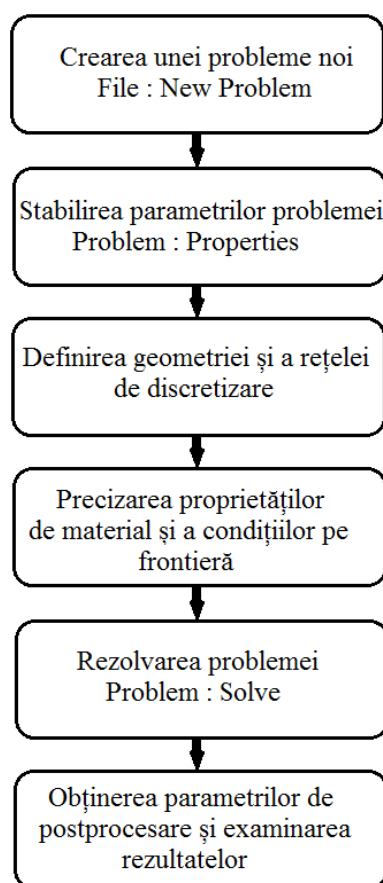 Crearea unei probleme noi
File : New Problem
Stabilirea parametrilor problemei
Problem : Properties
Definirea geometriei și a rețelei
de discretizare
Precizarea proprietăților
de material și a condițiilor pe
frontieră
Rezolvarea problemei
Problem : Solve
Obținerea parametrilor de
postprocesare și examinarea
rezultatelor